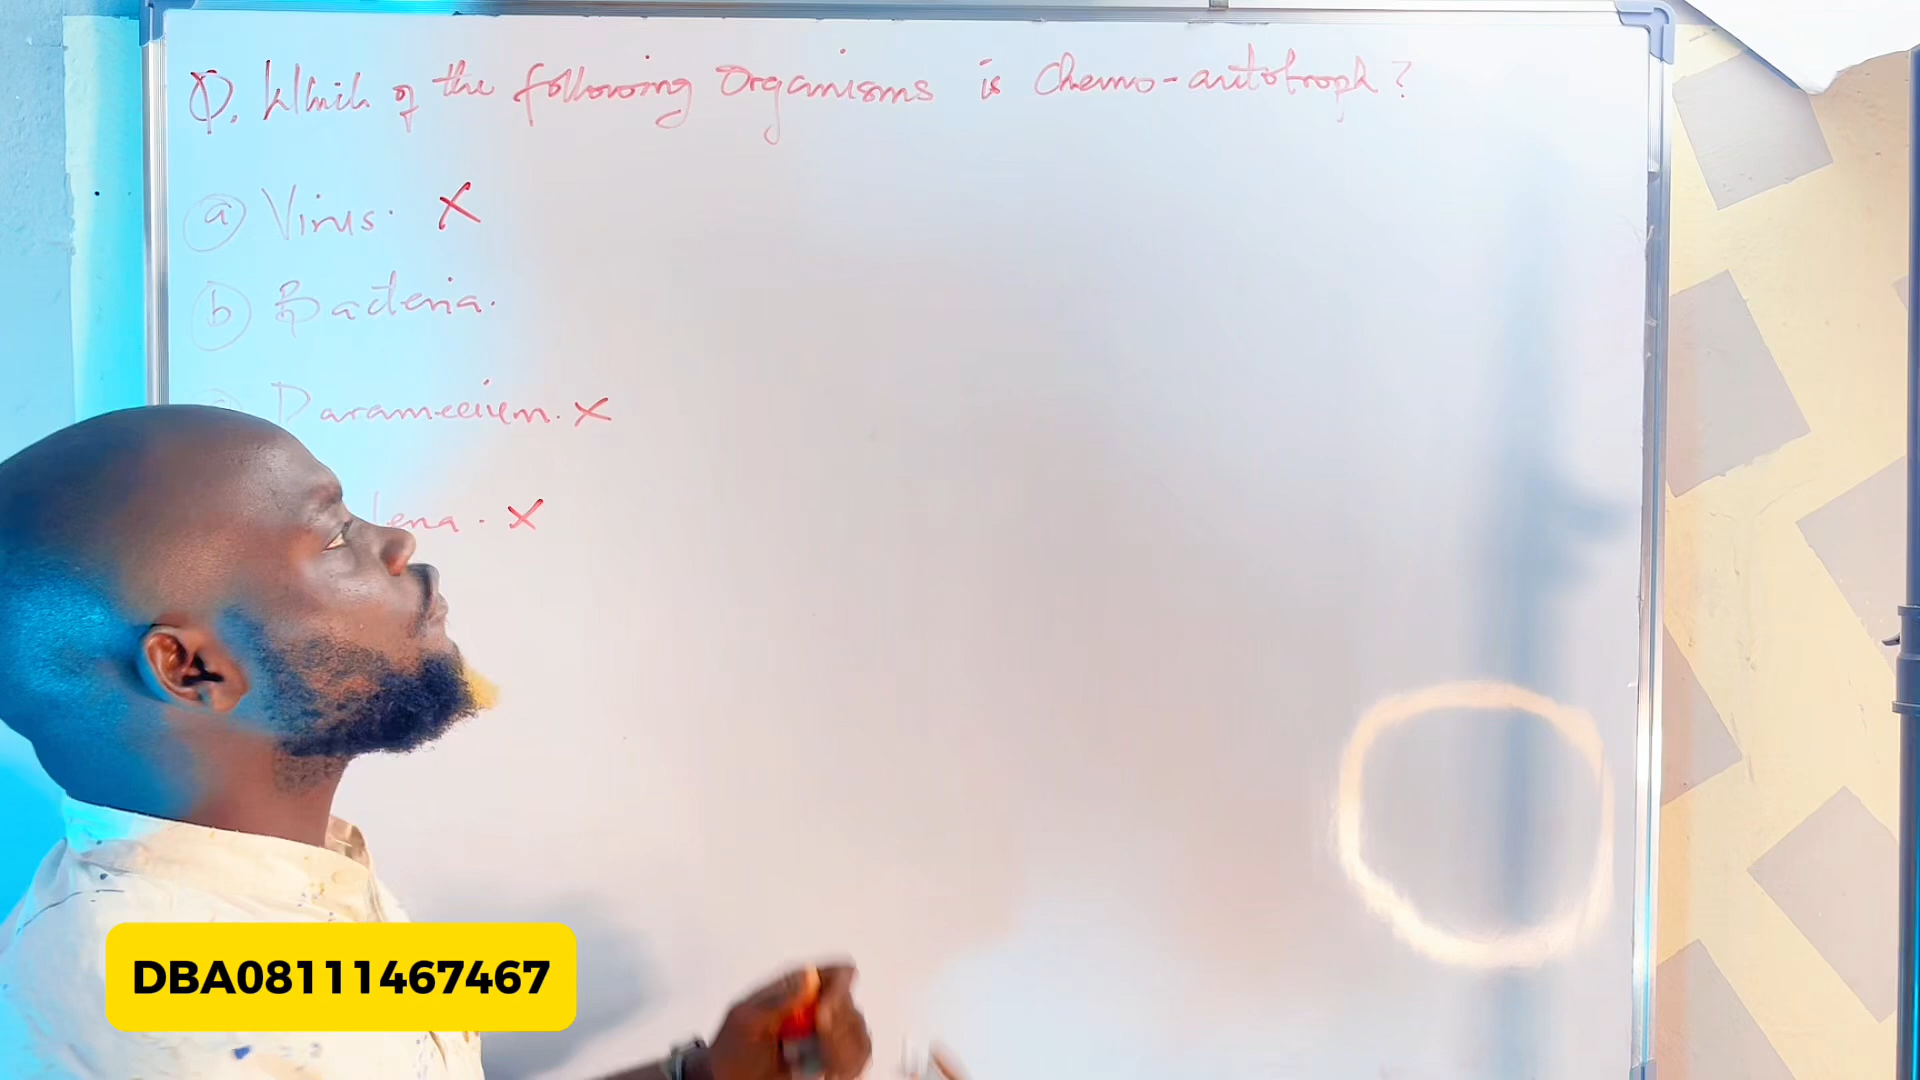 Q. Which of the following Organisms is Chemo-autotroph?
a Virus. X
b Bacteria.
Paramecium. X
lena. X
DBA08111467467